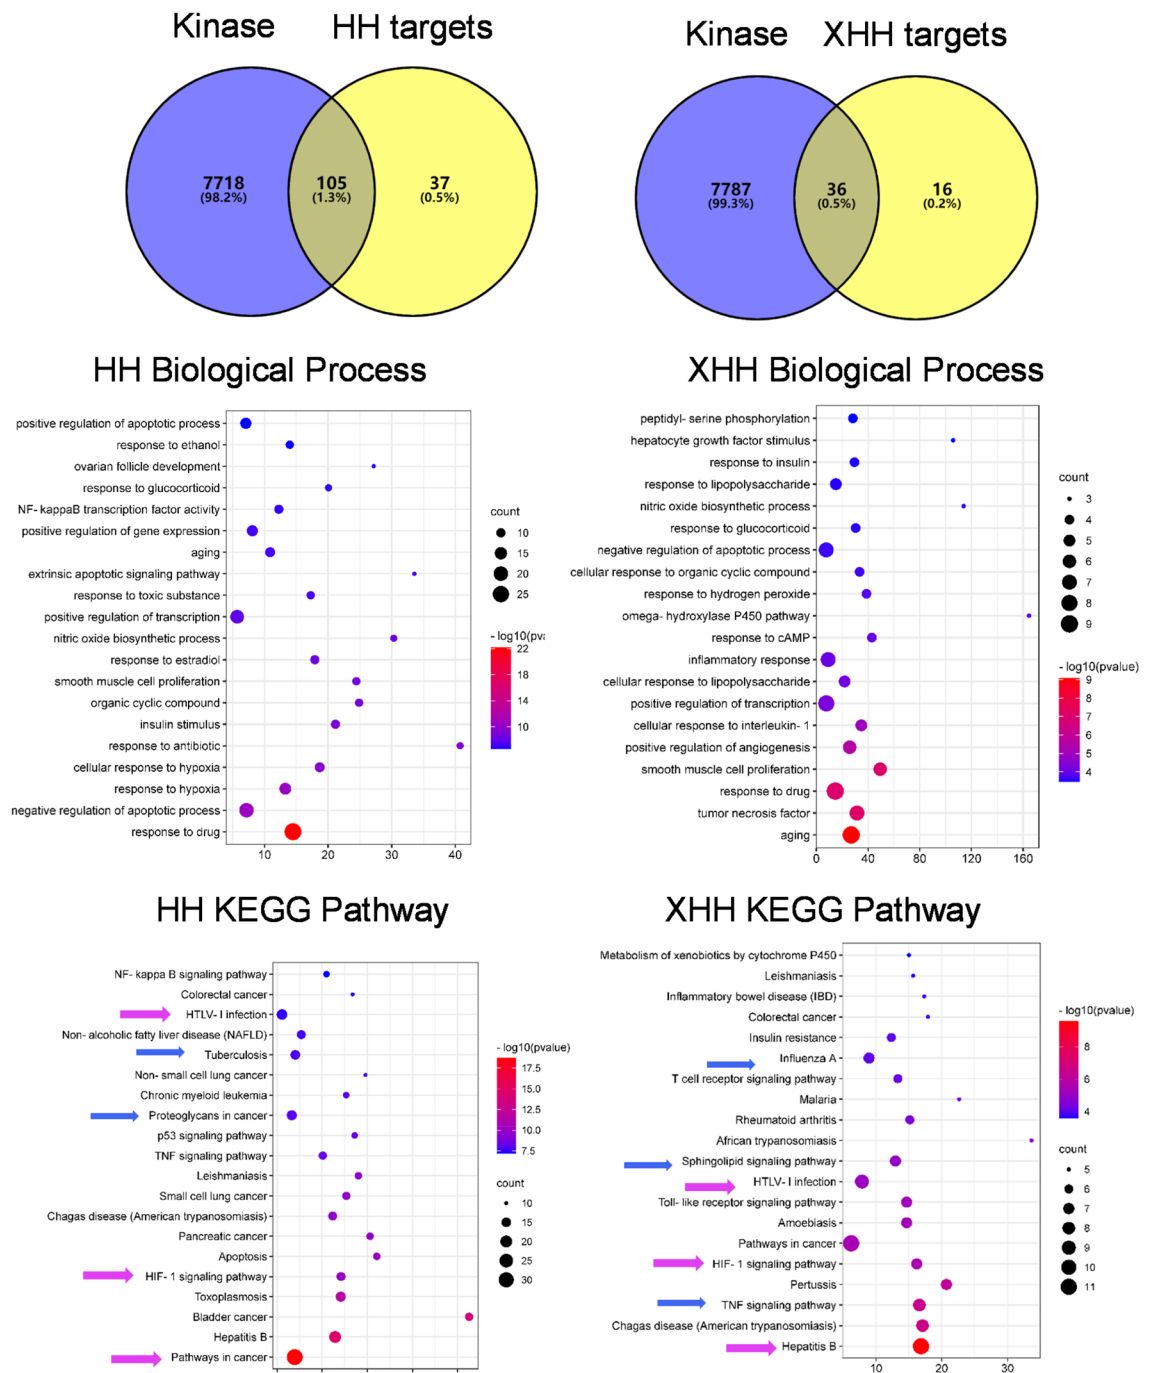 Kinase HH targets
7718
(98.2%)
105
(1.3%)
37
(0.5%)
Kinase XHH targets
7787
(99.3%)
36
(0.5%)
16
(0.2%)
HH Biological Process
positive regulation of apoptotic process
response to ethanol
ovarian follicle development
response to glucocorticoid
NF- kappaB transcription factor activity
positive regulation of gene expression
aging
extrinsic apoptotic signaling pathway
response to toxic substance
positive regulation of transcription
nitric oxide biosynthetic process
response to estradiol
smooth muscle cell proliferation
organic cyclic compound
insulin stimulus
response to antibiotic
cellular response to hypoxia
response to hypoxia
negative regulation of apoptotic process
response to drug
10 20 30 40
count
10
15
20
25
- log10(pva
22
18
14
10
XHH Biological Process
peptidyl- serine phosphorylation
hepatocyte growth factor stimulus
response to insulin
response to lipopolysaccharide
nitric oxide biosynthetic process
response to glucocorticoid
negative regulation of apoptotic process
cellular response to organic cyclic compound
response to hydrogen peroxide
omega- hydroxylase P450 pathway
response to cAMP
inflammatory response
cellular response to lipopolysaccharide
positive regulation of transcription
cellular response to interleukin- 1
positive regulation of angiogenesis
smooth muscle cell proliferation
response to drug
tumor necrosis factor
aging
0 40 80 120 160
count
3
4
5
6
7
8
9
- log10(pvalue)
9
8
7
6
5
4
HH KEGG Pathway
NF- kappa B signaling pathway
Colorectal cancer
HTLV- I infection
Non- alcoholic fatty liver disease (NAFLD)
Tuberculosis
Non- small cell lung cancer
Chronic myeloid leukemia
Proteoglycans in cancer
p53 signaling pathway
TNF signaling pathway
Leishmaniasis
Small cell lung cancer
Chagas disease (American trypanosomiasis)
Pancreatic cancer
Apoptosis
HIF- 1 signaling pathway
Toxoplasmosis
Bladder cancer
Hepatitis B
Pathways in cancer
- log10(pvalue)
17.5
15.0
12.5
10.0
7.5
count
10
15
20
25
30
XHH KEGG Pathway
Metabolism of xenobiotics by cytochrome P450
Leishmaniasis
Inflammatory bowel disease (IBD)
Colorectal cancer
Insulin resistance
Influenza A
T cell receptor signaling pathway
Malaria
Rheumatoid arthritis
African trypanosomiasis
Sphingolipid signaling pathway
HTLV- I infection
Toll- like receptor signaling pathway
Amoebiasis
Pathways in cancer
HIF- 1 signaling pathway
Pertussis
TNF signaling pathway
Chagas disease (American trypanosomiasis)
Hepatitis B
10 20 30
- log10(pvalue)
8
6
4
count
5
6
7
8
9
10
11